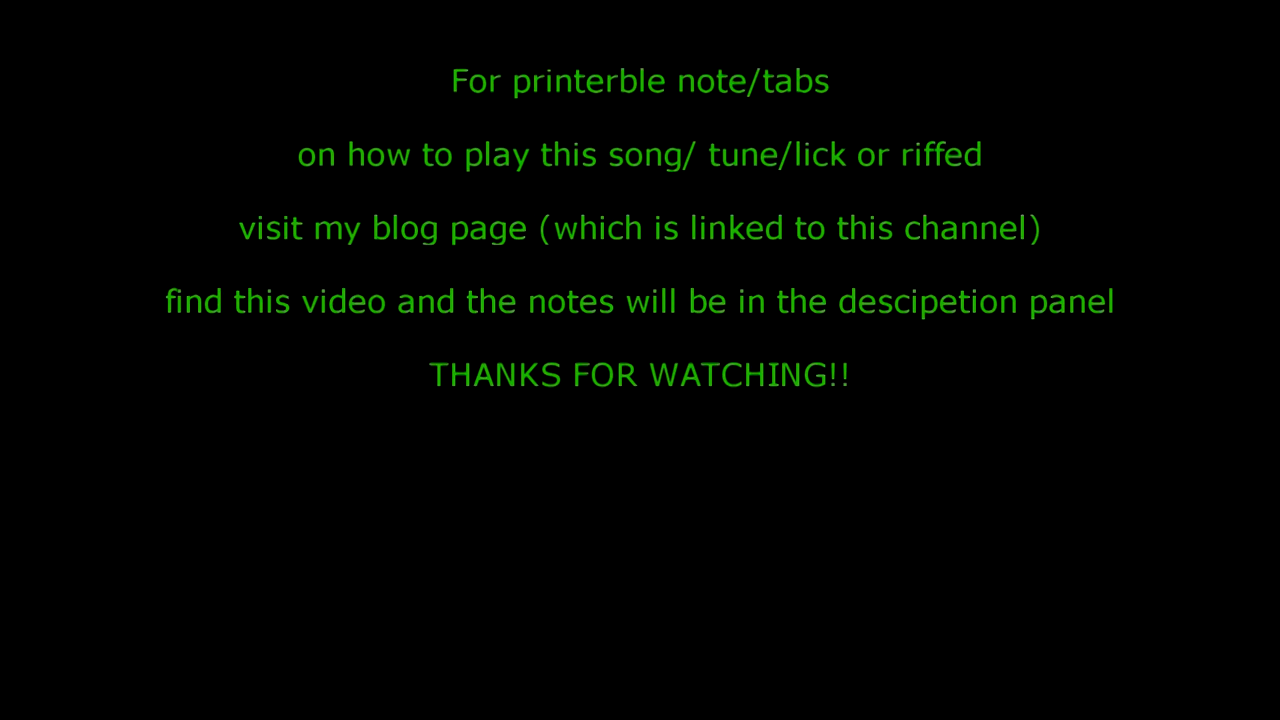 For printerble note/tabs
on how to play this song/ tune/lick or riffed
visit my blog page (which is linked to this channel)
find this video and the notes will be in the descipetion panel
THANKS FOR WATCHING!!